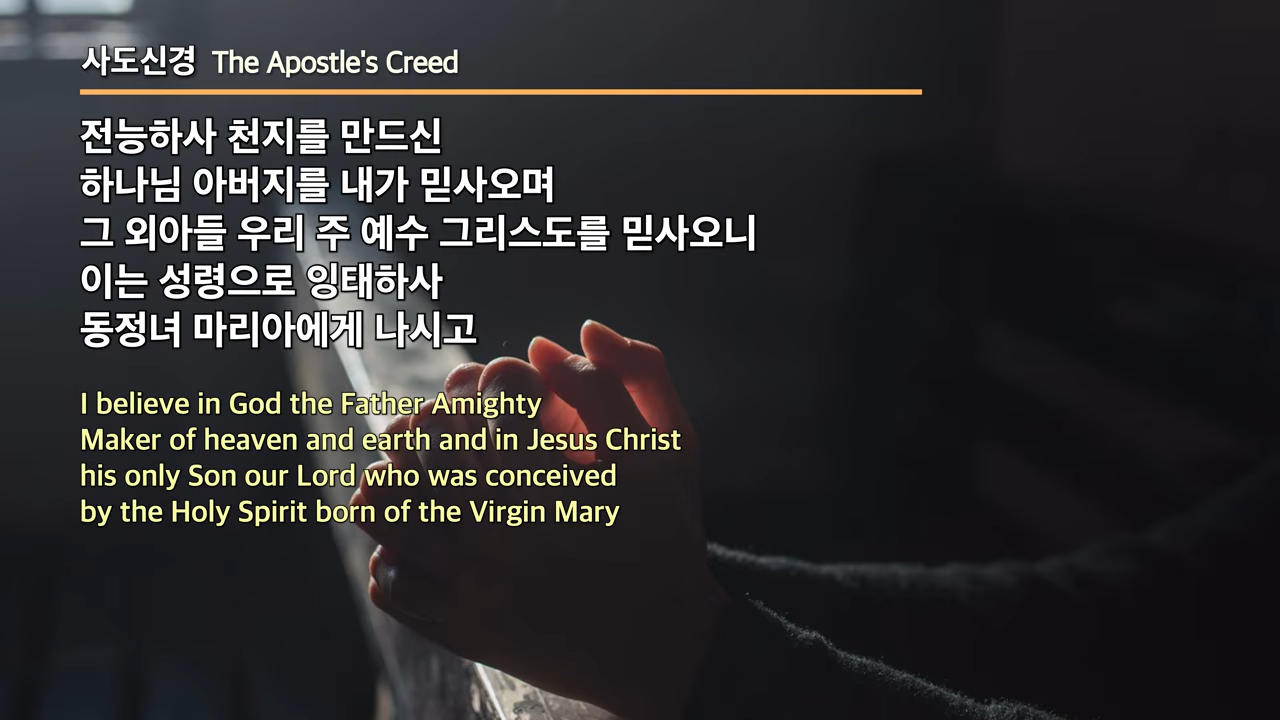 사도신경 The Apostle's Creed
전능하사 천지를 만드신
하나님 아버지를 내가 믿사오며
그 외아들 우리 주 예수 그리스도를 믿사오니
이는 성령으로 잉태하사
동정녀 마리아에게 나시고
I believe in God the Father Amighty
Maker of heaven and earth and in Jesus Christ
his only Son our Lord who was conceived
by the Holy Spirit born of the Virgin Mary